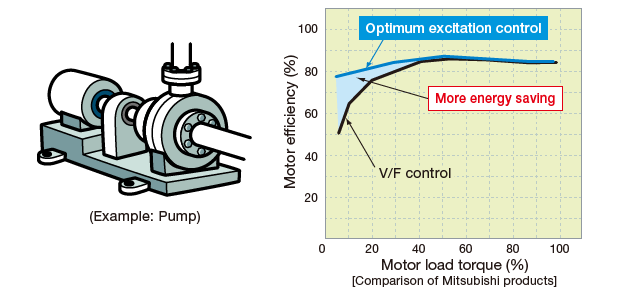 (Example: Pump)
Motor efficiency (%)
100
80
60
40
20
Optimum excitation control
More energy saving
V/F control
0 20 40 60 80 100
Motor load torque (%)
[Comparison of Mitsubishi products]